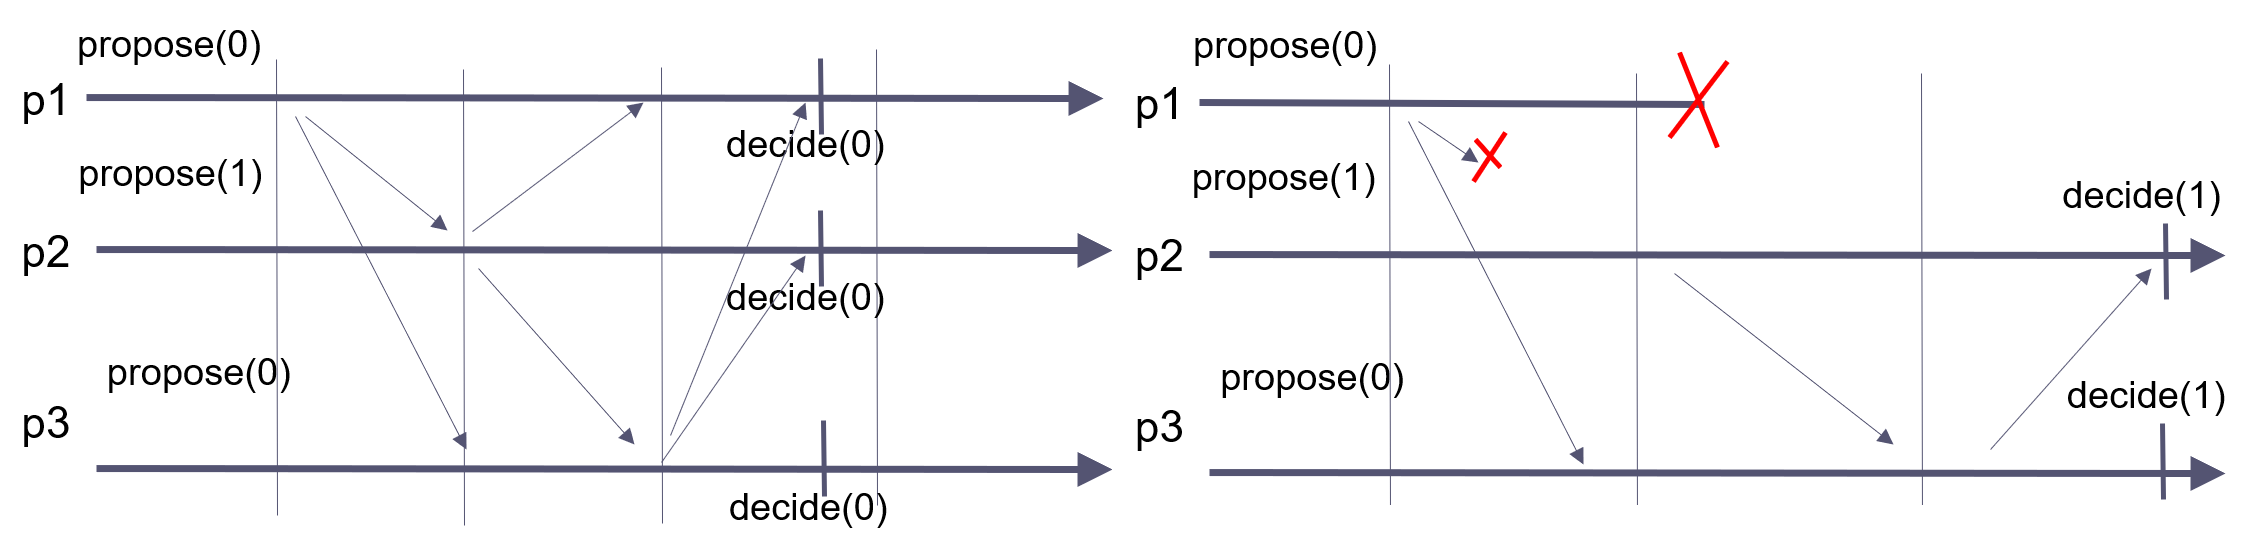 propose(0)
p1
decide(0)
propose(1)
p2
decide(0)
propose(0)
p3
decide(0)
propose(0)
p1
propose(1)
decide(1)
p2
propose(0)
decide(1)
p3